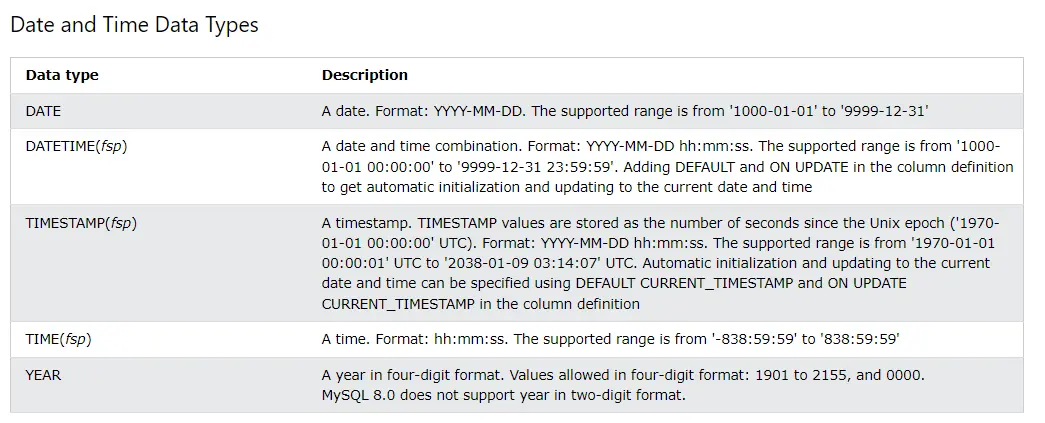 Date and Time Data Types
Data type Description
DATE A date. Format: YYYY-MM-DD. The supported range is from '1000-01-01' to '9999-12-31'
DATETIME(fsp) A date and time combination. Format: YYYY-MM-DD hh:mm:ss. The supported range is from '1000-
01-01 00:00:00' to '9999-12-31 23:59:59'. Adding DEFAULT and ON UPDATE in the column definition
to get automatic initialization and updating to the current date and time
TIMESTAMP(fsp) A timestamp. TIMESTAMP values are stored as the number of seconds since the Unix epoch ('1970-
01-01 00:00:00' UTC). Format: YYYY-MM-DD hh:mm:ss. The supported range is from '1970-01-01
00:00:01' UTC to '2038-01-09 03:14:07' UTC. Automatic initialization and updating to the current
date and time can be specified using DEFAULT CURRENT_TIMESTAMP and ON UPDATE
CURRENT_TIMESTAMP in the column definition
TIME(fsp) A time. Format: hh:mm:ss. The supported range is from '-838:59:59' to '838:59:59'
YEAR A year in four-digit format. Values allowed in four-digit format: 1901 to 2155, and 0000.
MySQL 8.0 does not support year in two-digit format.